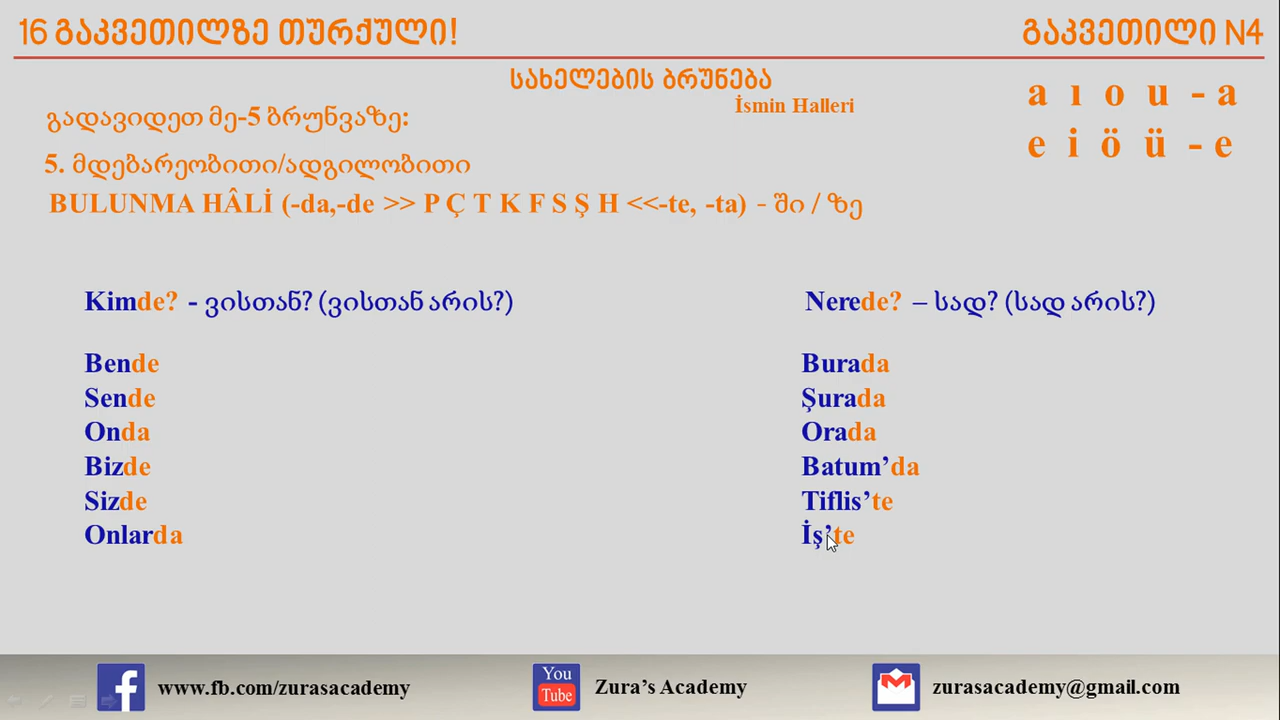 16 გაკვეთილზე თურქული!
გაკვეთილი N4
სახელების ბრუნება
İsmin Halleri
a ı o u - a
e i ö ü - e
გადავიდეთ მე-5 ბრუნვაზე:
5. მდებარეობითი/ადგილობითი
BULUNMA HÂLİ (-da,-de >> P Ç T K F S Ş H <<-te, -ta) - ში / ზე
Kimde? - ვისთან? (ვისთან არის?)
Bende
Sende
Onda
Bizde
Sizde
Onlarda
Nerede? – სად? (სად არის?)
Burada
Şurada
Orada
Batum’da
Tiflis’te
İş’te
www.fb.com/zurasacademy
You Tube
Zura’s Academy
zurasacademy@gmail.com